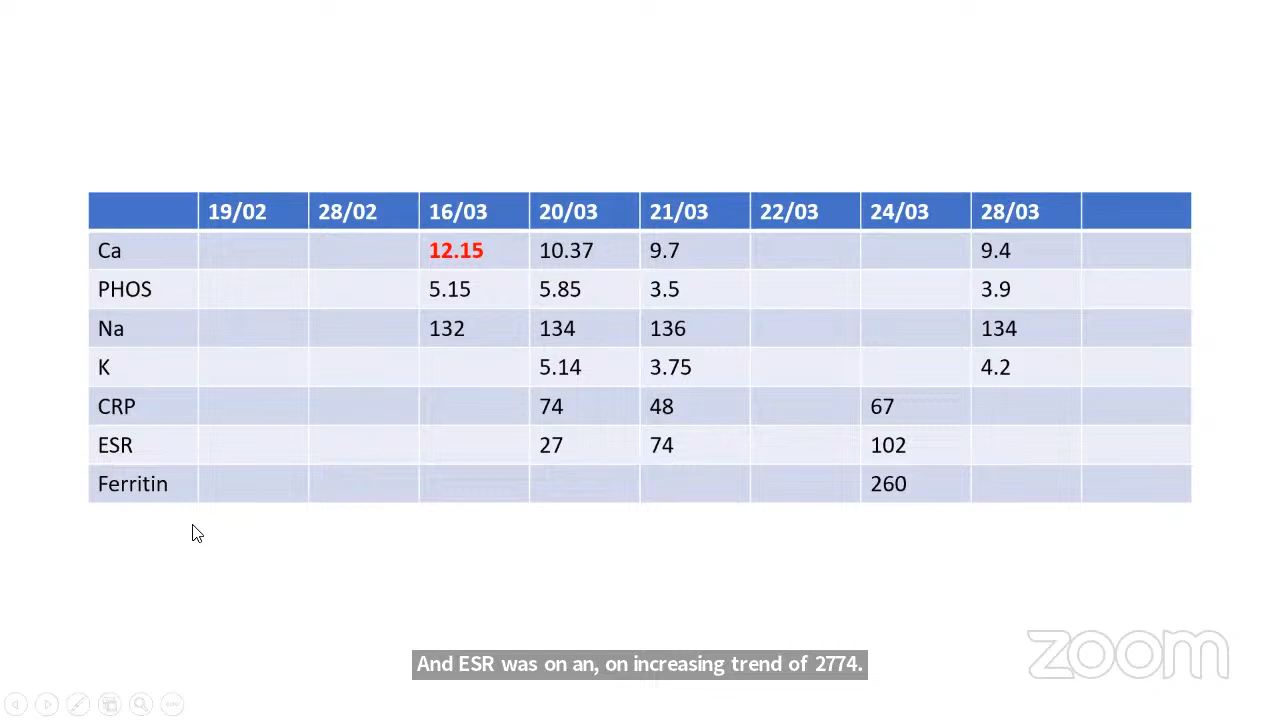 19/02 28/02 16/03 20/03 21/03 22/03 24/03 28/03
Ca 12.15 10.37 9.7 9.4
PHOS 5.15 5.85 3.5 3.9
Na 132 134 136 134
K 5.14 3.75 4.2
CRP 74 48 67
ESR 27 74 102
Ferritin 260
And ESR was on an, on increasing trend of 2774.
zoom